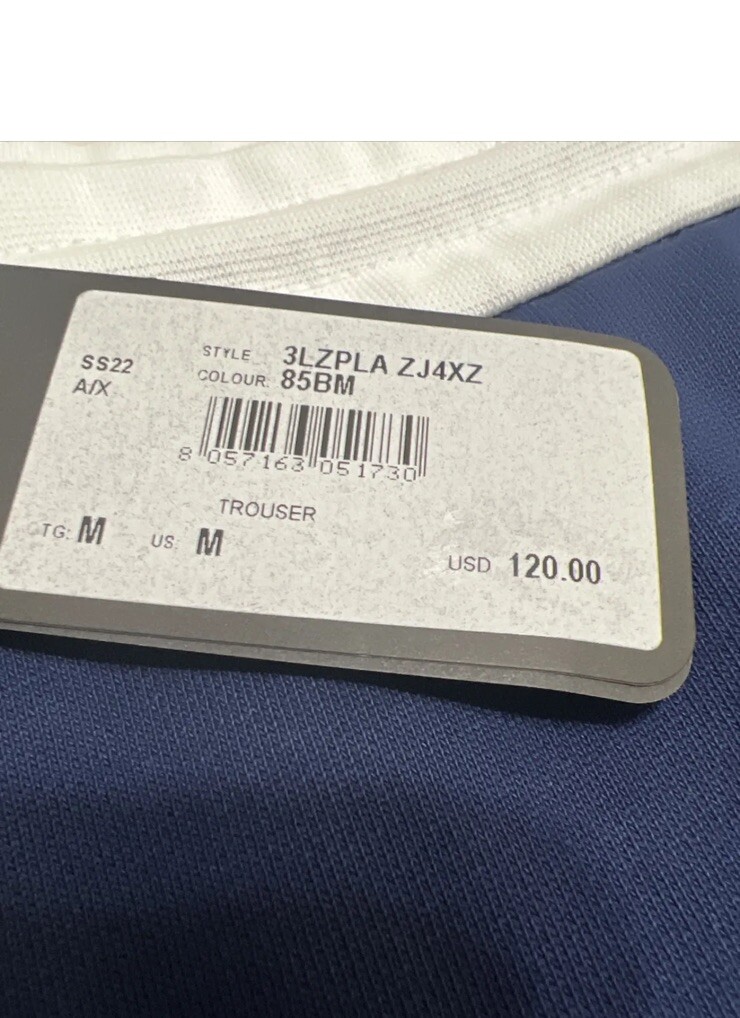 SS22
A/X
STYLE 3LZPLA ZJ4XZ
COLOUR: 85BM
8 057163 051730
TROUSER
TG: M US: M
USD 120.00